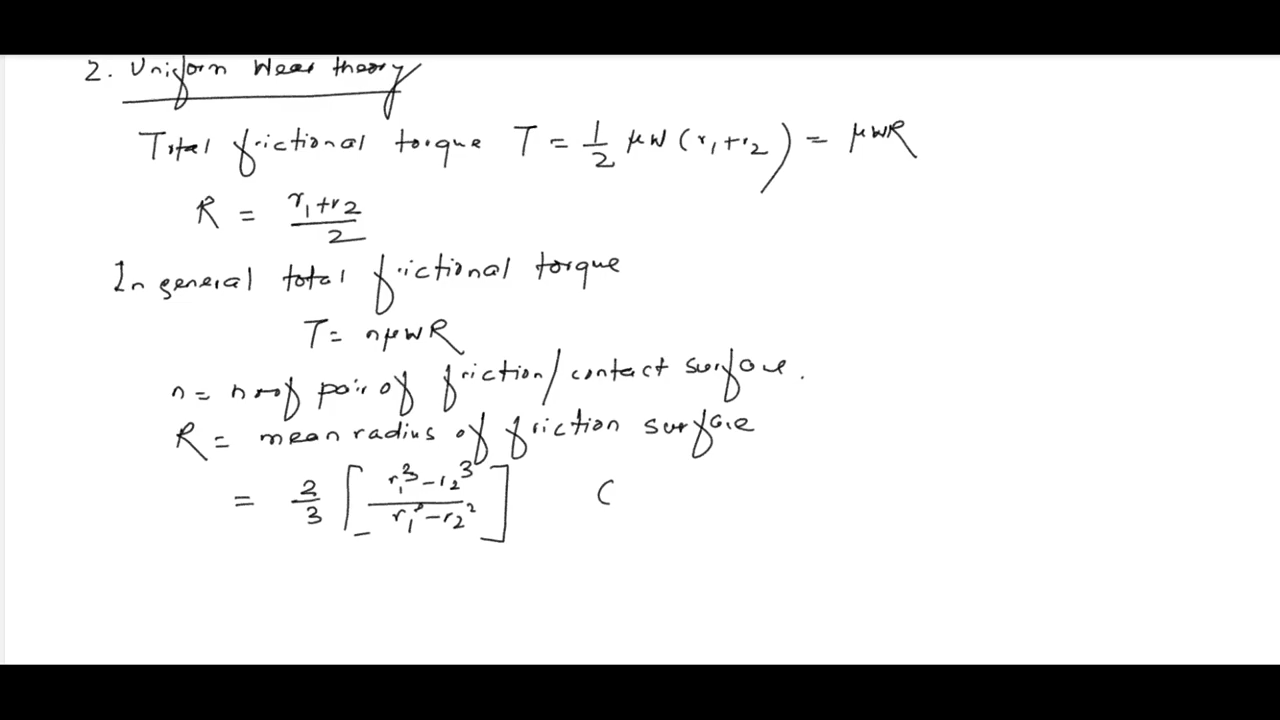 2. Uniform Wear theory
Total frictional torque T = 1/2 μW (r₁+r₂) = μWR
R = (r₁+r₂)/2
In general total frictional torque
T = nμWR
n = no of pair of friction/contact surface.
R = mean radius of friction surface
= 2/3 [(r₁³-r₂³)/(r₁²-r₂²)] (